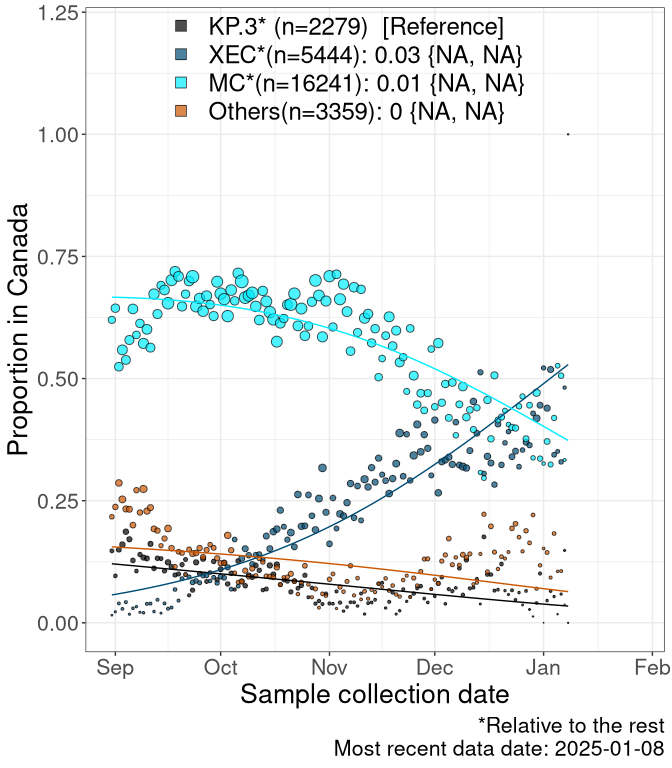 KP.3* (n=2279)  [Reference]
XEC*(n=5444): 0.03 {NA, NA}
MC*(n=16241): 0.01 {NA, NA}
Others(n=3359): 0 {NA, NA}
1.25
1.00
0.75
0.50
0.25
0.00
Proportion in Canada
Sep Oct Nov Dec Jan Feb
Sample collection date
*Relative to the rest
Most recent data date: 2025-01-08